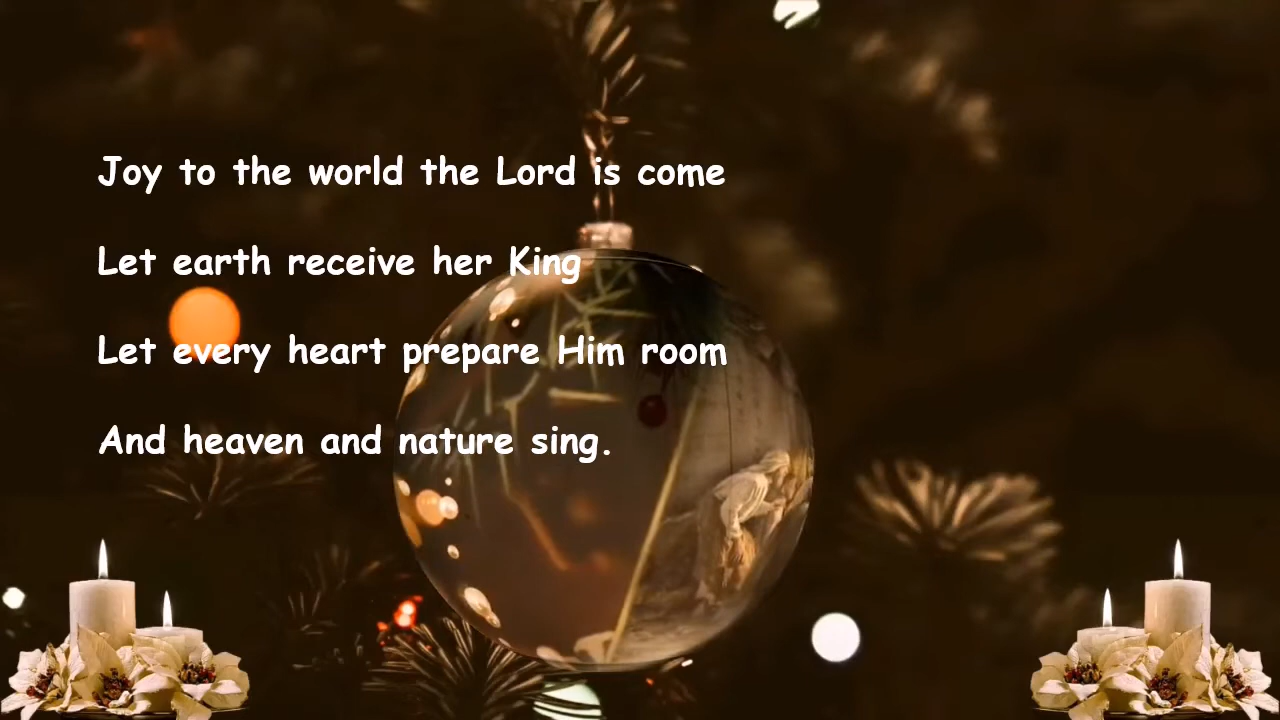 Joy to the world the Lord is come
Let earth receive her King
Let every heart prepare Him room
And heaven and nature sing.